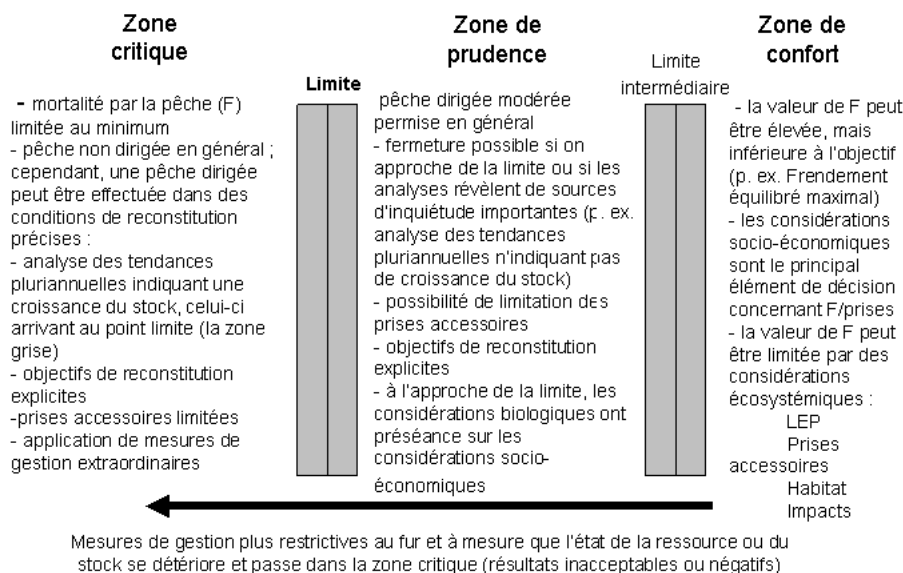 Zone
critique
- mortalité par la pêche (F)
limitée au minimum
- pêche non dirigée en général ;
cependant, une pêche dirigée
peut être effectuée dans des
conditions de reconstitution
précises :
- analyse des tendances
pluriannuelles indiquant une
croissance du stock, celui-ci
arrivant au point limite (la zone
grise)
- objectifs de reconstitution
explicites
-prises accessoires limitées
- application de mesures de
gestion extraordinaires
Limite
Zone de
prudence
pêche dirigée modérée
permise en général
- fermeture possible si on
approche de la limite ou si les
analyses révèlent de sources
d'inquiétude importantes (p. ex.
analyse des tendances
pluriannuelles n'indiquant pas
de croissance du stock)
- possibilité de limitation des
prises accessoires
- objectifs de reconstitution
explicites
- à l'approche de la limite, les
considérations biologiques ont
préséance sur les
considérations socio-
économiques
Limite
intermédiaire
Zone de
confort
- la valeur de F peut
être élevée, mais
inférieure à l'objectif
(p. ex. Frendement
équilibré maximal)
- les considérations
socio-économiques
sont le principal
élément de décision
concernant F/prises
- la valeur de F peut
être limitée par des
considérations
écosystémiques :
LEP
Prises
accessoires
Habitat
Impacts
Mesures de gestion plus restrictives au fur et à mesure que l'état de la ressource ou du
stock se détériore et passe dans la zone critique (résultats inacceptables ou négatifs)